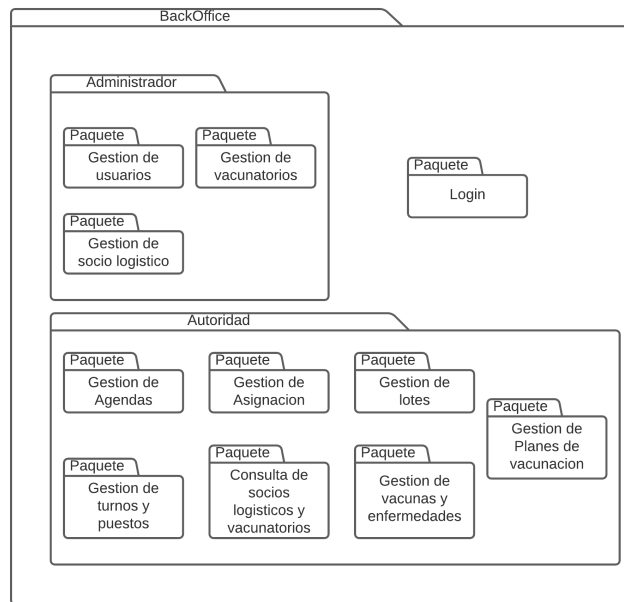 BackOffice
Administrador
Paquete
Gestion de
usuarios
Paquete
Gestion de
vacunatorios
Paquete
Gestion de
socio logistico
Paquete
Login
Autoridad
Paquete
Gestion de
Agendas
Paquete
Gestion de
Asignacion
Paquete
Gestion de
lotes
Paquete
Gestion de
Planes de
vacunacion
Paquete
Gestion de
turnos y
puestos
Paquete
Consulta de
socios
logisticos y
vacunatorios
Paquete
Gestion de
vacunas y
enfermedades